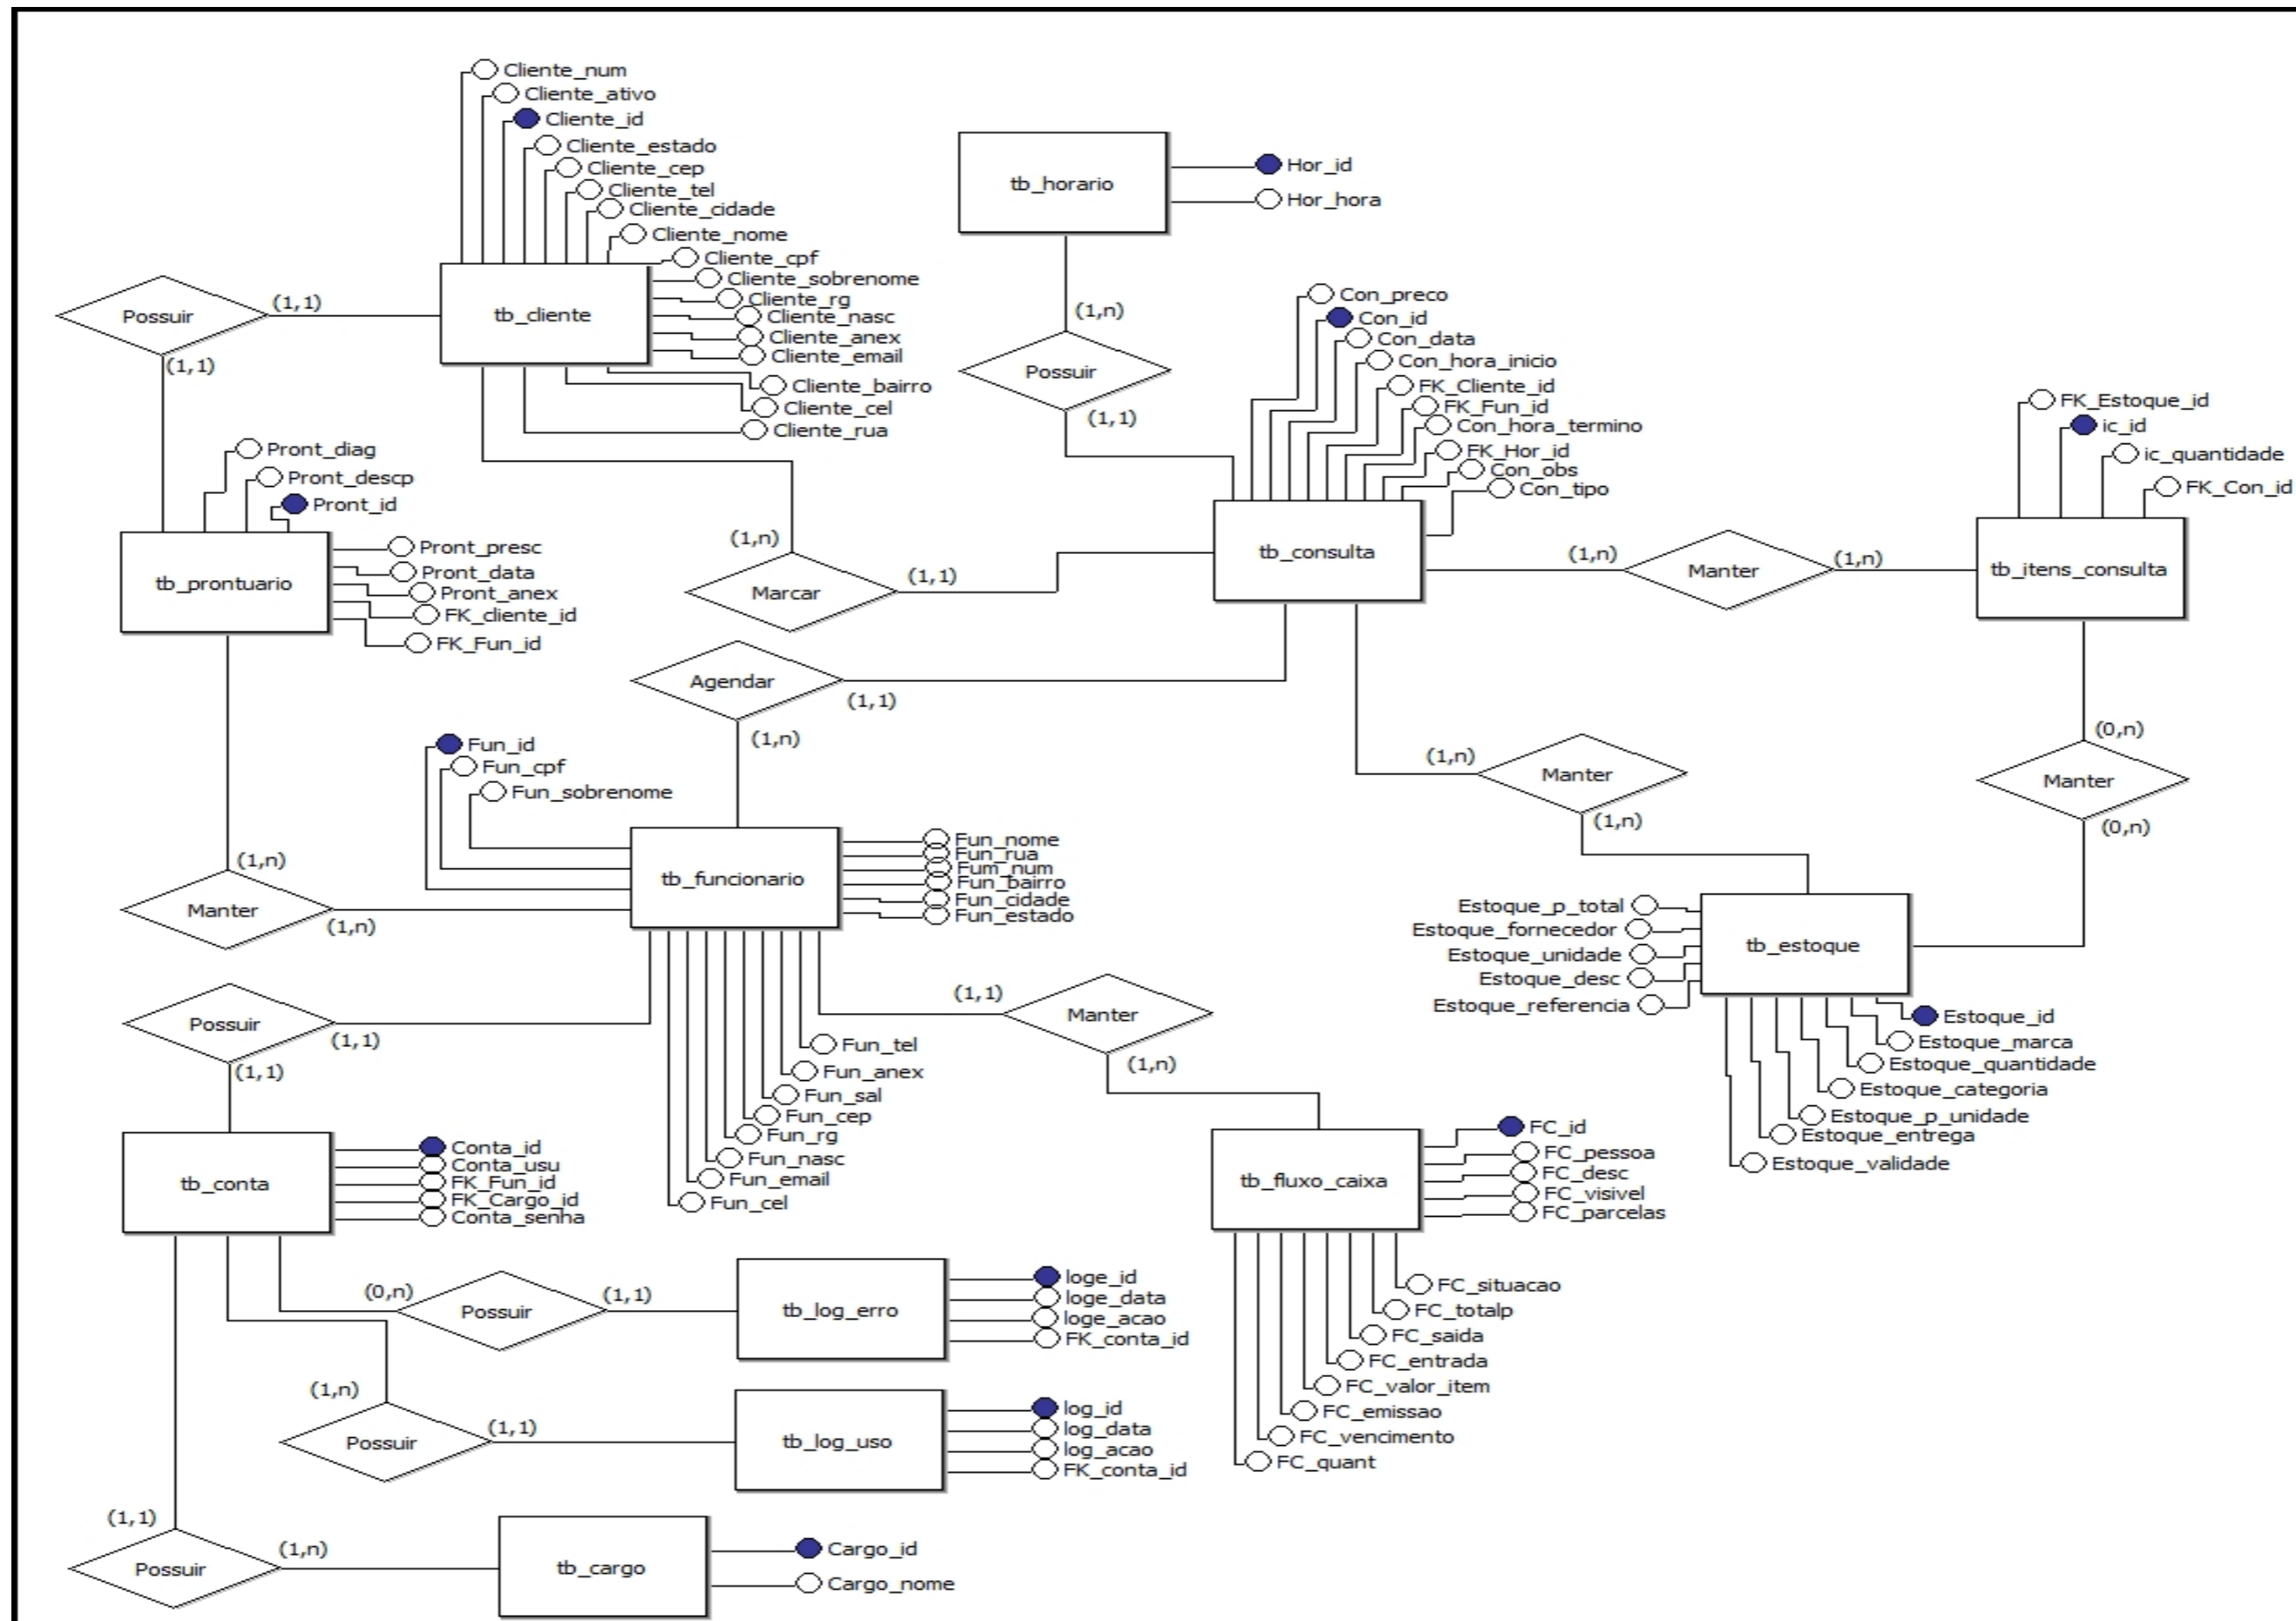 Cliente_num
Cliente_ativo
Cliente_id
Cliente_estado
Cliente_cep
Cliente_tel
Cliente_cidade
Cliente_nome
Cliente_cpf
Cliente_sobrenome
Cliente_rg
Cliente_nasc
Cliente_anex
Cliente_email
Cliente_bairro
Cliente_cel
Cliente_rua
tb_cliente
Possuir
(1,1)
(1,1)
tb_horario
Hor_id
Hor_hora
(1,n)
Possuir
(1,1)
Con_preco
Con_id
Con_data
Con_hora_inicio
FK_Cliente_id
FK_Fun_id
Con_hora_termino
FK_Hor_id
Con_obs
Con_tipo
tb_consulta
FK_Estoque_id
ic_id
ic_quantidade
FK_Con_id
tb_itens_consulta
(1,n)
Manter
(1,n)
Pront_diag
Pront_descp
Pront_id
Pront_presc
Pront_data
Pront_anex
FK_cliente_id
FK_Fun_id
tb_prontuario
(1,n)
Marcar
(1,1)
Agendar
(1,1)
(1,n)
(1,n)
Manter
(1,n)
(0,n)
Manter
(0,n)
Fun_id
Fun_cpf
Fun_sobrenome
tb_funcionario
Fun_nome
Fun_rua
Fum_num
Fun_bairro
Fun_cidade
Fun_estado
(1,n)
Manter
(1,n)
Estoque_p_total
Estoque_fornecedor
Estoque_unidade
Estoque_desc
Estoque_referencia
tb_estoque
Estoque_id
Estoque_marca
Estoque_quantidade
Estoque_categoria
Estoque_p_unidade
Estoque_entrega
Estoque_validade
Possuir
(1,1)
(1,1)
(1,1)
Manter
(1,n)
Fun_tel
Fun_anex
Fun_sal
Fun_cep
Fun_rg
Fun_nasc
Fun_email
Fun_cel
tb_conta
Conta_id
Conta_usu
FK_Fun_id
FK_Cargo_id
Conta_senha
tb_fluxo_caixa
FC_id
FC_pessoa
FC_desc
FC_visivel
FC_parcelas
FC_situacao
FC_totalp
FC_saida
FC_entrada
FC_valor_item
FC_emissao
FC_vencimento
FC_quant
(0,n)
Possuir
(1,1)
tb_log_erro
loge_id
loge_data
loge_acao
FK_conta_id
(1,n)
Possuir
(1,1)
tb_log_uso
log_id
log_data
log_acao
FK_conta_id
(1,1)
Possuir
(1,n)
tb_cargo
Cargo_id
Cargo_nome